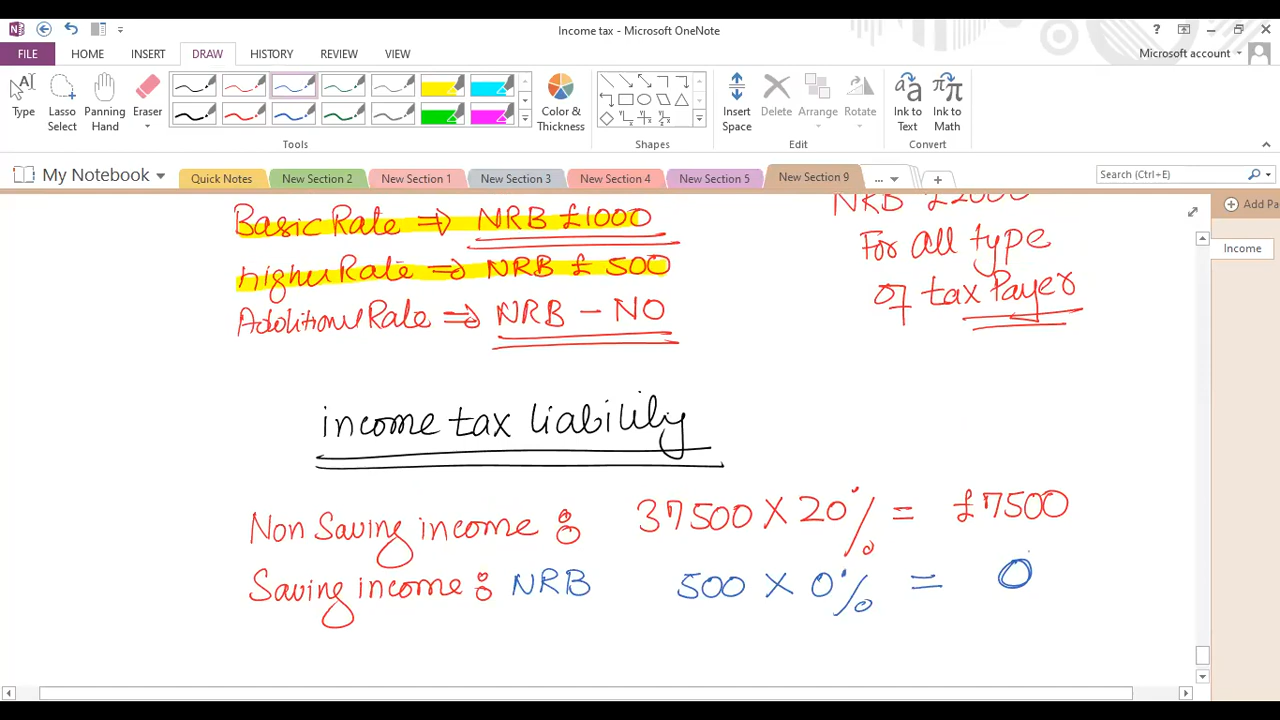 Income tax - Microsoft OneNote
FILE HOME INSERT DRAW HISTORY REVIEW VIEW
Microsoft account
Type
Lasso Select
Panning Hand
Eraser
Color & Thickness
Insert Space
Delete
Arrange
Rotate
Ink to Text
Ink to Math
Tools
Shapes
Edit
Convert
My Notebook
Quick Notes
New Section 2
New Section 1
New Section 3
New Section 4
New Section 5
New Section 9
...
Search (Ctrl+E)
Add Pa
Income
Basic Rate ⇒ NRB £1000
higher Rate ⇒ NRB £ 500
Additional Rate ⇒ NRB - NO
NRB £2000
For all type
of tax Payer
income tax liability
Non Saving income : 37500 X 20% = £7500
Saving income : NRB 500 X 0% = 0